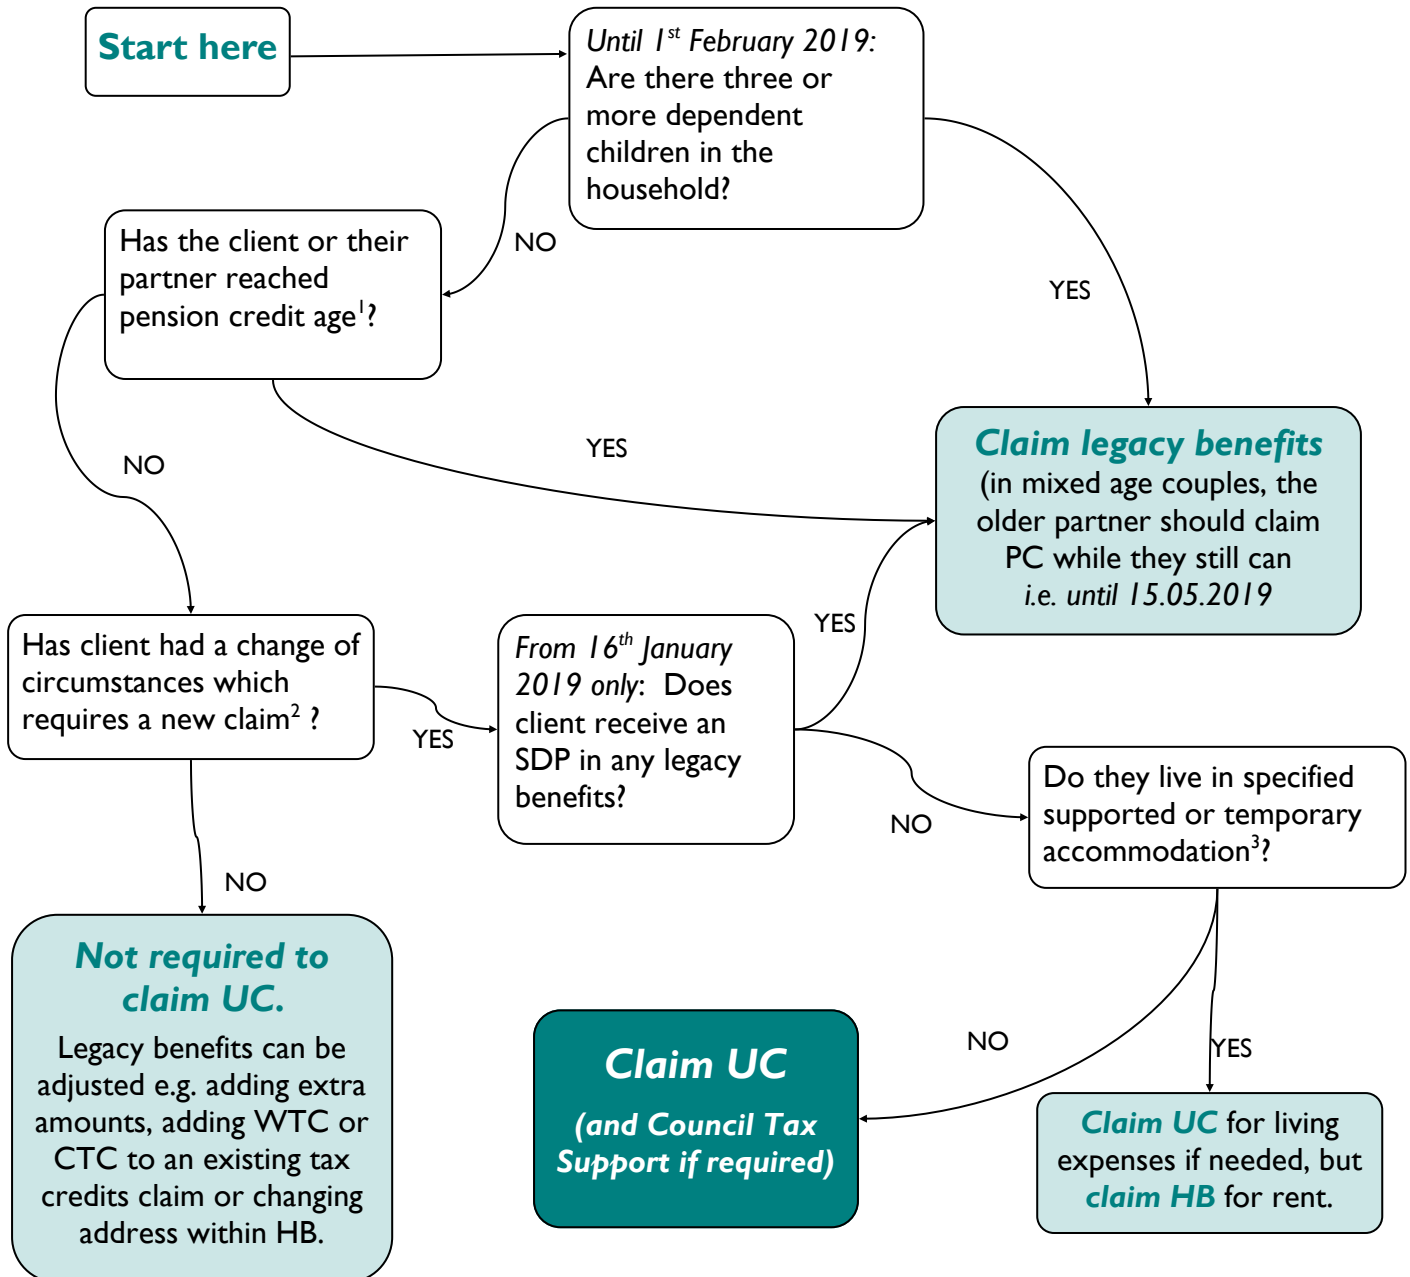 Start here
Until 1st February 2019:
Are there three or
more dependent
children in the
household?
NO
YES
Has the client or their
partner reached
pension credit age1?
YES
NO
Claim legacy benefits
(in mixed age couples, the
older partner should claim
PC while they still can
i.e. until 15.05.2019
Has client had a change of
circumstances which
requires a new claim2 ?
YES
NO
From 16th January
2019 only: Does
client receive an
SDP in any legacy
benefits?
YES
NO
Do they live in specified
supported or temporary
accommodation3?
NO
YES
Not required to
claim UC.
Legacy benefits can be
adjusted e.g. adding extra
amounts, adding WTC or
CTC to an existing tax
credits claim or changing
address within HB.
Claim UC
(and Council Tax
Support if required)
Claim UC for living
expenses if needed, but
claim HB for rent.